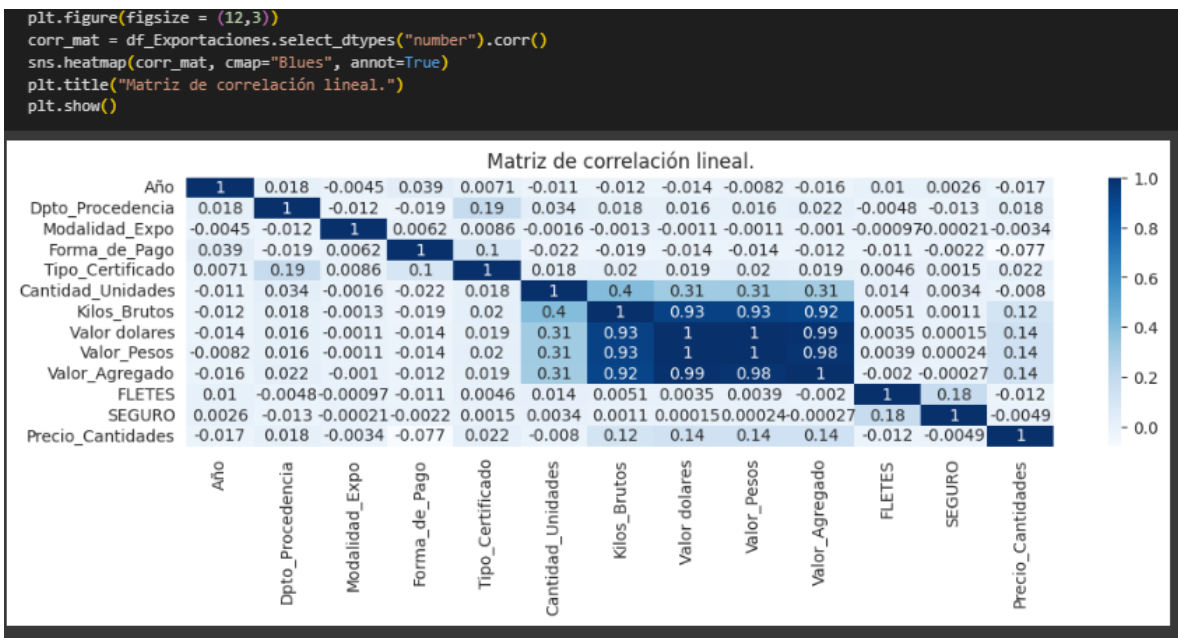 plt.figure(figsize = (12,3))
corr_mat = df_Exportaciones.select_dtypes("number").corr()
sns.heatmap(corr_mat, cmap="Blues", annot=True)
plt.title("Matriz de correlación lineal.")
plt.show()
Matriz de correlación lineal.
Año 1 0.018 -0.0045 0.039 0.0071 -0.011 -0.012 -0.014 -0.0082 -0.016 0.01 0.0026 -0.017
Dpto_Procedencia 0.018 1 -0.012 -0.019 0.19 0.034 0.018 0.016 0.016 0.022 -0.0048 -0.013 0.018
Modalidad_Expo -0.0045 -0.012 1 0.0062 0.0086 -0.0016 -0.0013 -0.0011 -0.0011 -0.001 -0.00097 -0.00021 -0.0034
Forma_de_Pago 0.039 -0.019 0.0062 1 0.1 -0.022 -0.019 -0.014 -0.014 -0.012 -0.011 -0.0022 -0.077
Tipo_Certificado 0.0071 0.19 0.0086 0.1 1 0.018 0.02 0.019 0.02 0.019 0.0046 0.0015 0.022
Cantidad_Unidades -0.011 0.034 -0.0016 -0.022 0.018 1 0.4 0.31 0.31 0.31 0.014 0.0034 -0.008
Kilos_Brutos -0.012 0.018 -0.0013 -0.019 0.02 0.4 1 0.93 0.93 0.92 0.0051 0.0011 0.12
Valor dolares -0.014 0.016 -0.0011 -0.014 0.019 0.31 0.93 1 1 0.99 0.0035 0.00015 0.14
Valor_Pesos -0.0082 0.016 -0.0011 -0.014 0.02 0.31 0.93 1 1 0.98 0.0039 0.00024 0.14
Valor_Agregado -0.016 0.022 -0.001 -0.012 0.019 0.31 0.92 0.99 0.98 1 -0.002 -0.00027 0.14
FLETES 0.01 -0.0048 -0.00097 -0.011 0.0046 0.014 0.0051 0.0035 0.0039 -0.002 1 0.18 -0.012
SEGURO 0.0026 -0.013 -0.00021 -0.0022 0.0015 0.0034 0.0011 0.00015 0.00024 -0.00027 0.18 1 -0.0049
Precio_Cantidades -0.017 0.018 -0.0034 -0.077 0.022 -0.008 0.12 0.14 0.14 0.14 -0.012 -0.0049 1
Año
Dpto_Procedencia
Modalidad_Expo
Forma_de_Pago
Tipo_Certificado
Cantidad_Unidades
Kilos_Brutos
Valor dolares
Valor_Pesos
Valor_Agregado
FLETES
SEGURO
Precio_Cantidades
1.0
0.8
0.6
0.4
0.2
0.0